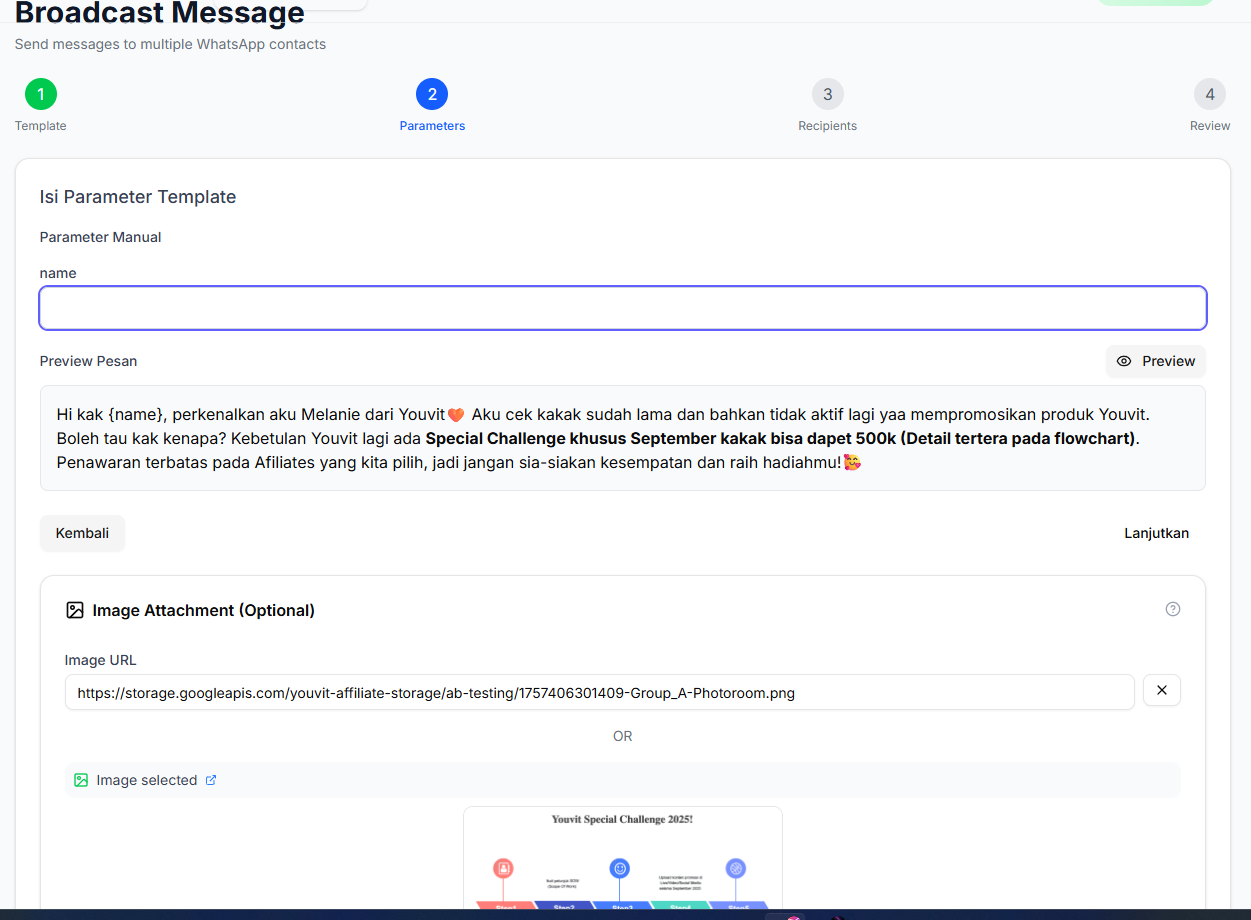 Broadcast Message
Send messages to multiple WhatsApp contacts
1
2
3
4
Template
Parameters
Recipients
Review
Isi Parameter Template
Parameter Manual
name
Preview Pesan
Preview
Hi kak {name}, perkenalkan aku Melanie dari Youvit❤️ Aku cek kakak sudah lama dan bahkan tidak aktif lagi yaa mempromosikan produk Youvit.
Boleh tau kak kenapa? Kebetulan Youvit lagi ada Special Challenge khusus September kakak bisa dapet 500k (Detail tertera pada flowchart).
Penawaran terbatas pada Afiliates yang kita pilih, jadi jangan sia-siakan kesempatan dan raih hadiahmu!🥰
Kembali
Lanjutkan
Image Attachment (Optional)
Image URL
https://storage.googleapis.com/youvit-affiliate-storage/ab-testing/1757406301409-Group_A-Photoroom.png
OR
Image selected
Youvit Special Challenge 2025!
Step1
Step2
Step3
Step4
Step5